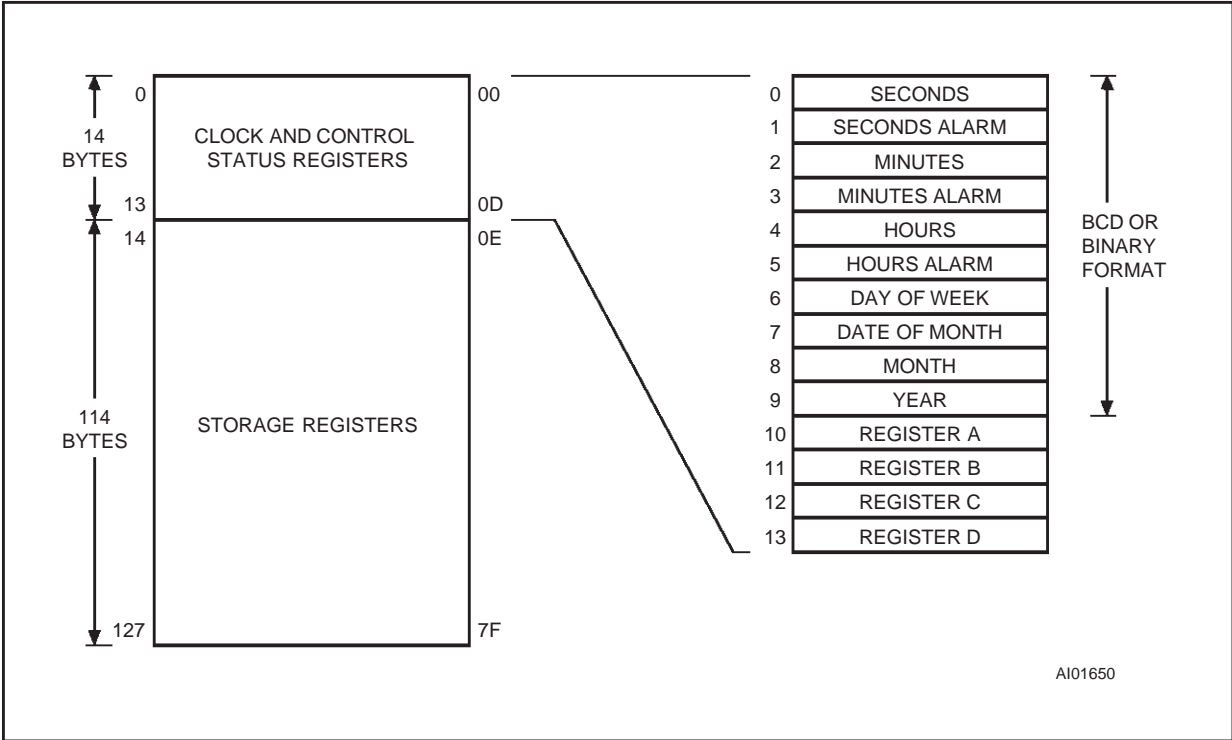 0
00
14
BYTES
CLOCK AND CONTROL
STATUS REGISTERS
13
0D
14
0E
114
BYTES
STORAGE REGISTERS
127
7F
0 SECONDS
1 SECONDS ALARM
2 MINUTES
3 MINUTES ALARM
4 HOURS
5 HOURS ALARM
6 DAY OF WEEK
7 DATE OF MONTH
8 MONTH
9 YEAR
10 REGISTER A
11 REGISTER B
12 REGISTER C
13 REGISTER D
BCD OR
BINARY
FORMAT
AI01650